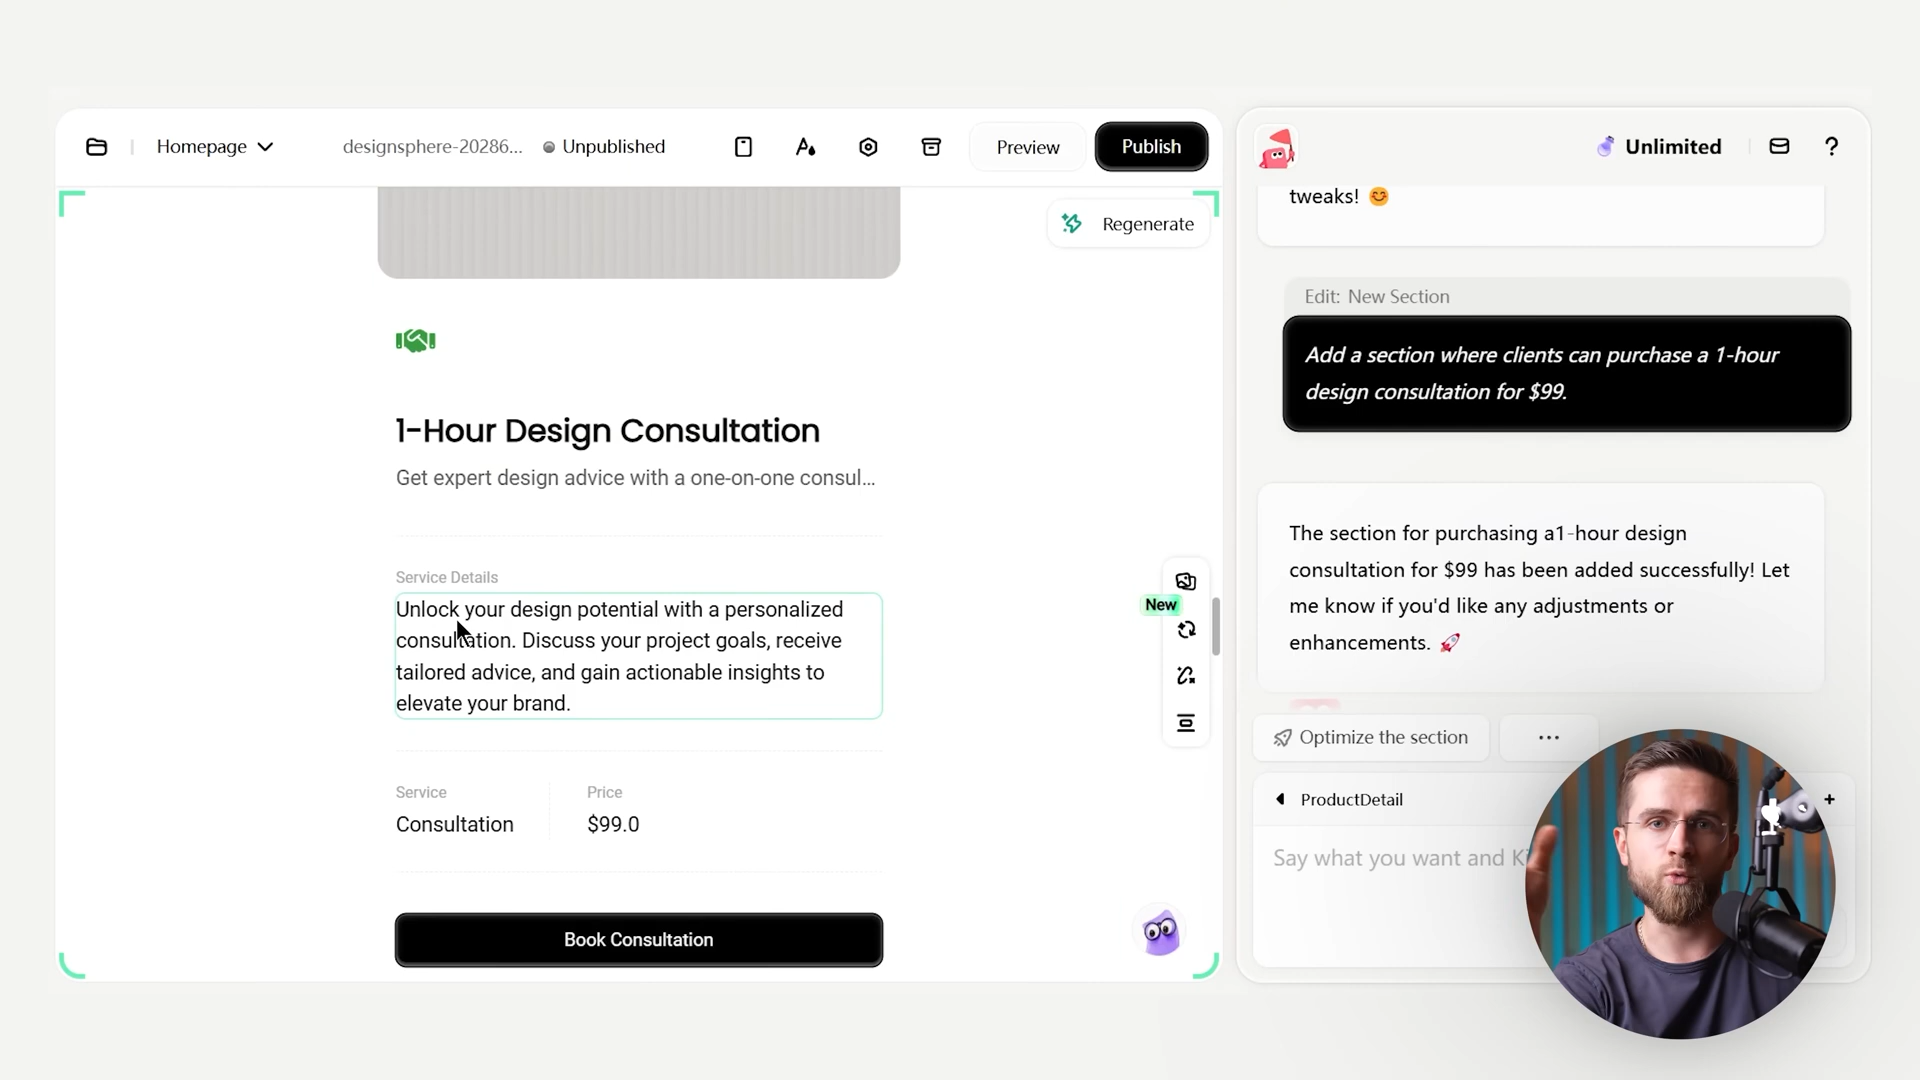 Homepage
designsphere-20286...
Unpublished
Preview
Publish
Regenerate
1-Hour Design Consultation
Get expert design advice with a one-on-one consul...
Service Details
Unlock your design potential with a personalized
consultation. Discuss your project goals, receive
tailored advice, and gain actionable insights to
elevate your brand.
Service
Consultation
Price
$99.0
Book Consultation
New
Unlimited
?
tweaks! 😊
Edit: New Section
Add a section where clients can purchase a 1-hour
design consultation for $99.
The section for purchasing a1-hour design
consultation for $99 has been added successfully! Let
me know if you'd like any adjustments or
enhancements. 🚀
Optimize the section
...
ProductDetail
+
Say what you want and